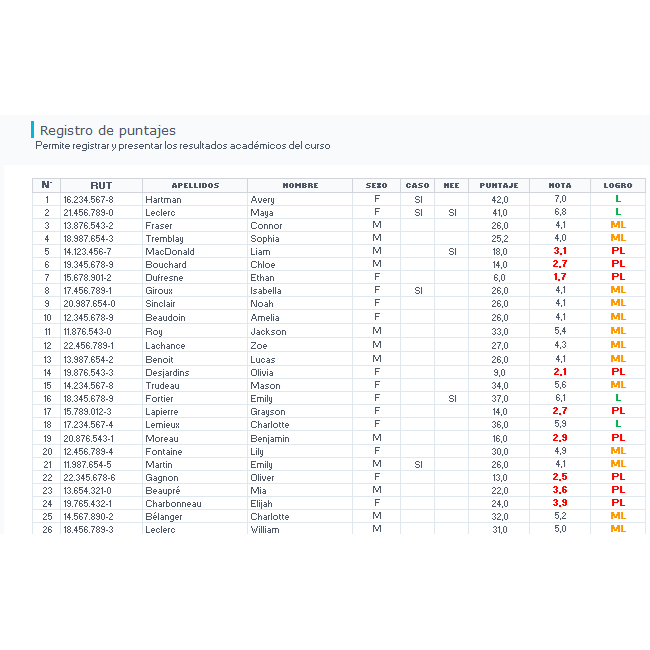 Registro de puntajes
Permite registrar y presentar los resultados académicos del curso
N° RUT APELLIDOS NOMBRE SEXO CASO NEE PUNTAJE NOTA LOGRO
1 16.234.567-8 Hartman Avery F SI 42,0 7,0 L
2 21.456.789-0 Leclerc Maya F SI SI 41,0 6,8 L
3 13.876.543-2 Fraser Connor M 26,0 4,1 ML
4 18.987.654-3 Tremblay Sophia M 25,2 4,0 ML
5 14.123.456-7 MacDonald Liam M SI 18,0 3,1 PL
6 19.345.678-9 Bouchard Chloe M 14,0 2,7 PL
7 15.678.901-2 Dufresne Ethan F 6,0 1,7 PL
8 17.456.789-1 Giroux Isabella F SI 26,0 4,1 ML
9 20.987.654-0 Sinclair Noah F 26,0 4,1 ML
10 12.345.678-9 Beaudoin Amelia F 26,0 4,1 ML
11 11.876.543-0 Roy Jackson M 33,0 5,4 ML
12 22.456.789-1 Lachance Zoe M 27,0 4,3 ML
13 13.987.654-2 Benoit Lucas M 26,0 4,1 ML
14 19.876.543-3 Desjardins Olivia F 9,0 2,1 PL
15 14.234.567-8 Trudeau Mason F 34,0 5,6 ML
16 18.345.678-9 Fortier Emily F SI 37,0 6,1 L
17 15.789.012-3 Lapierre Grayson F 14,0 2,7 PL
18 17.234.567-4 Lemieux Charlotte F 36,0 5,9 L
19 20.876.543-1 Moreau Benjamin M 16,0 2,9 PL
20 12.456.789-4 Fontaine Lily F 30,0 4,9 ML
21 11.987.654-5 Martin Emily M SI 26,0 4,1 ML
22 22.345.678-6 Gagnon Oliver F 13,0 2,5 PL
23 13.654.321-0 Beaupré Mia M 22,0 3,6 PL
24 19.765.432-1 Charbonneau Elijah F 24,0 3,9 PL
25 14.567.890-2 Bélanger Charlotte M 32,0 5,2 ML
26 18.456.789-3 Leclerc William M 31,0 5,0 ML